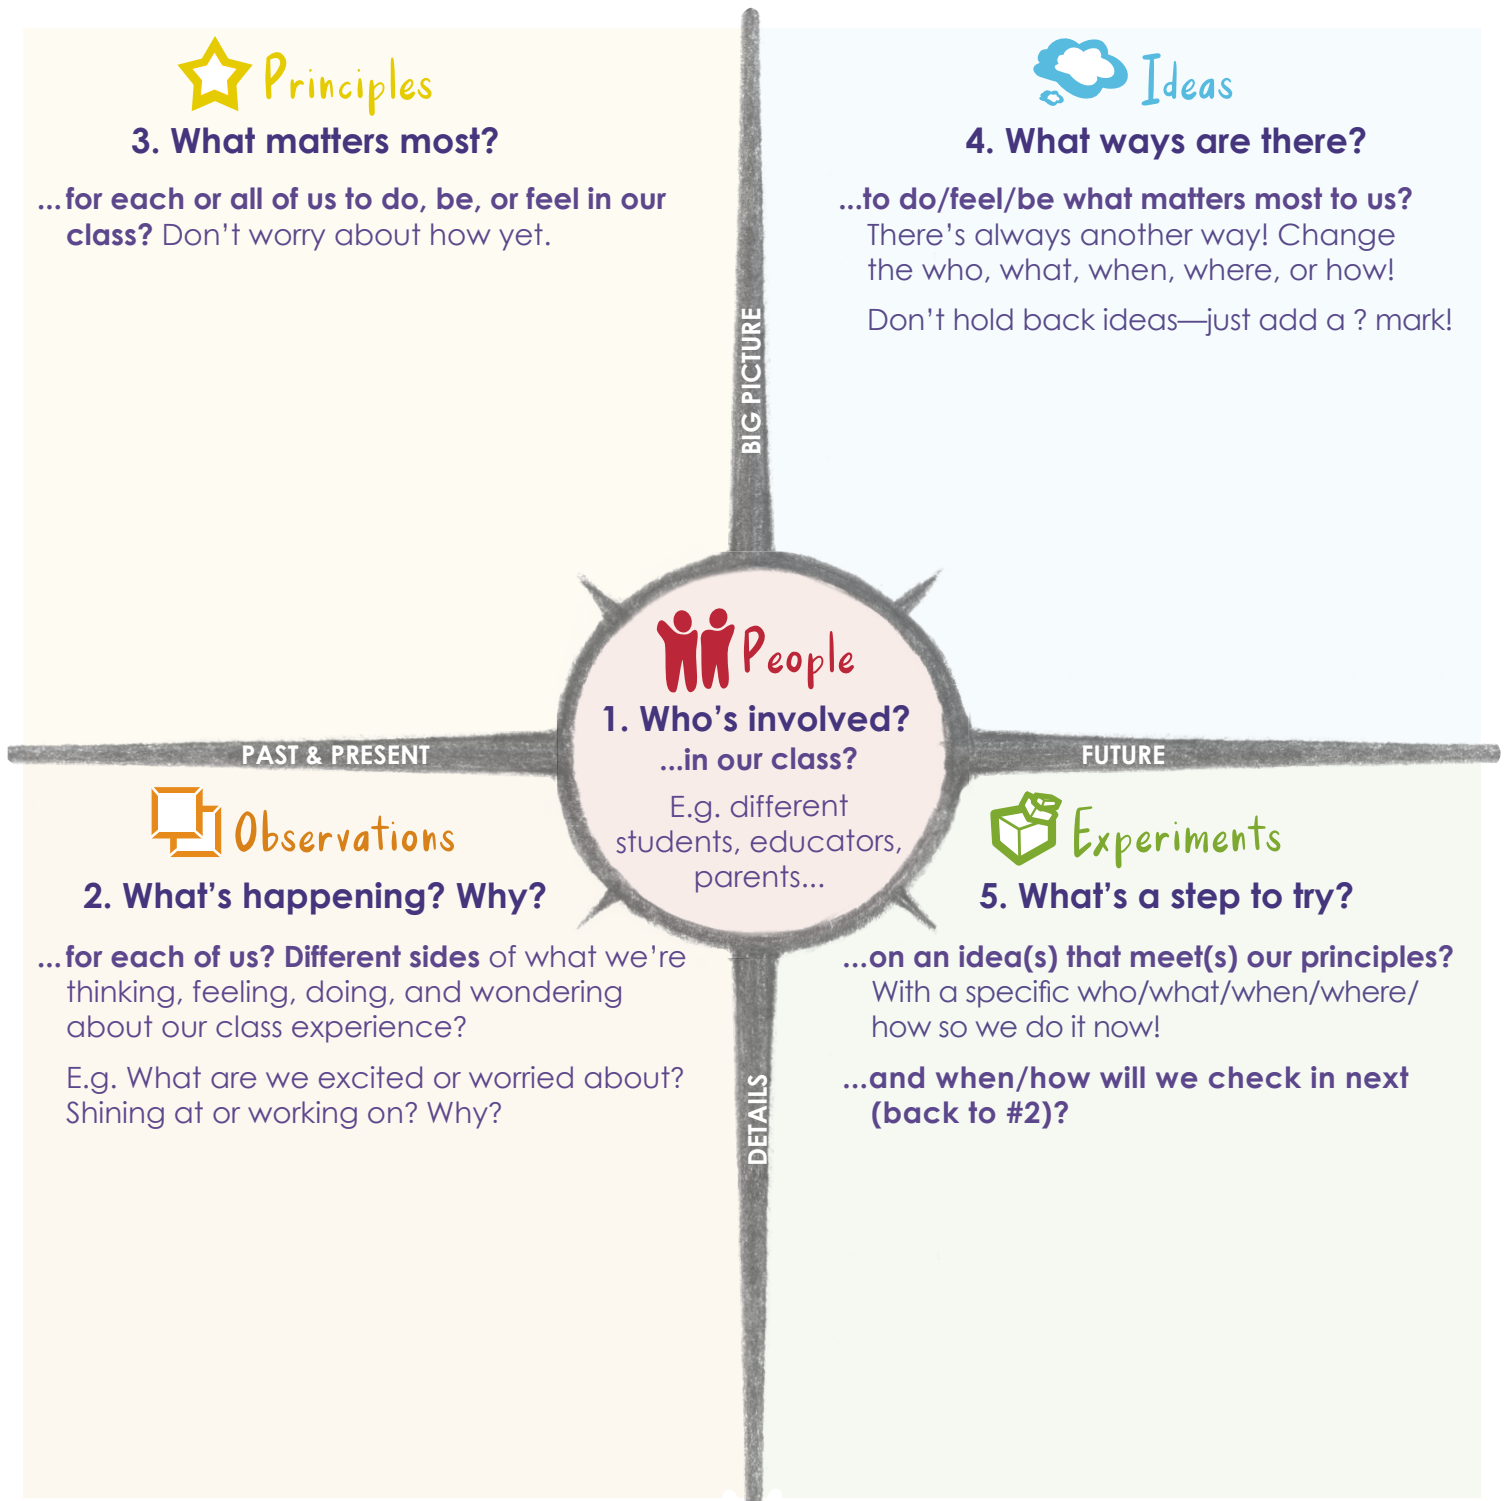 Principles
3. What matters most?
...for each or all of us to do, be, or feel in our
class? Don't worry about how yet.
Ideas
4. What ways are there?
...to do/feel/be what matters most to us?
There's always another way! Change
the who, what, when, where, or how!
Don't hold back ideas—just add a ? mark!
BIG PICTURE
People
1. Who's involved?
...in our class?
E.g. different
students, educators,
parents...
PAST & PRESENT
FUTURE
Observations
2. What's happening? Why?
...for each of us? Different sides of what we're
thinking, feeling, doing, and wondering
about our class experience?
E.g. What are we excited or worried about?
Shining at or working on? Why?
Experiments
5. What's a step to try?
...on an idea(s) that meet(s) our principles?
With a specific who/what/when/where/
how so we do it now!
...and when/how will we check in next
(back to #2)?
DETAILS